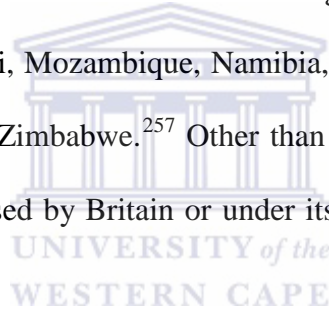 i, Mozambique, Namibia,
Zimbabwe.257 Other than
sed by Britain or under its
UNIVERSITY of the
WESTERN CAPE